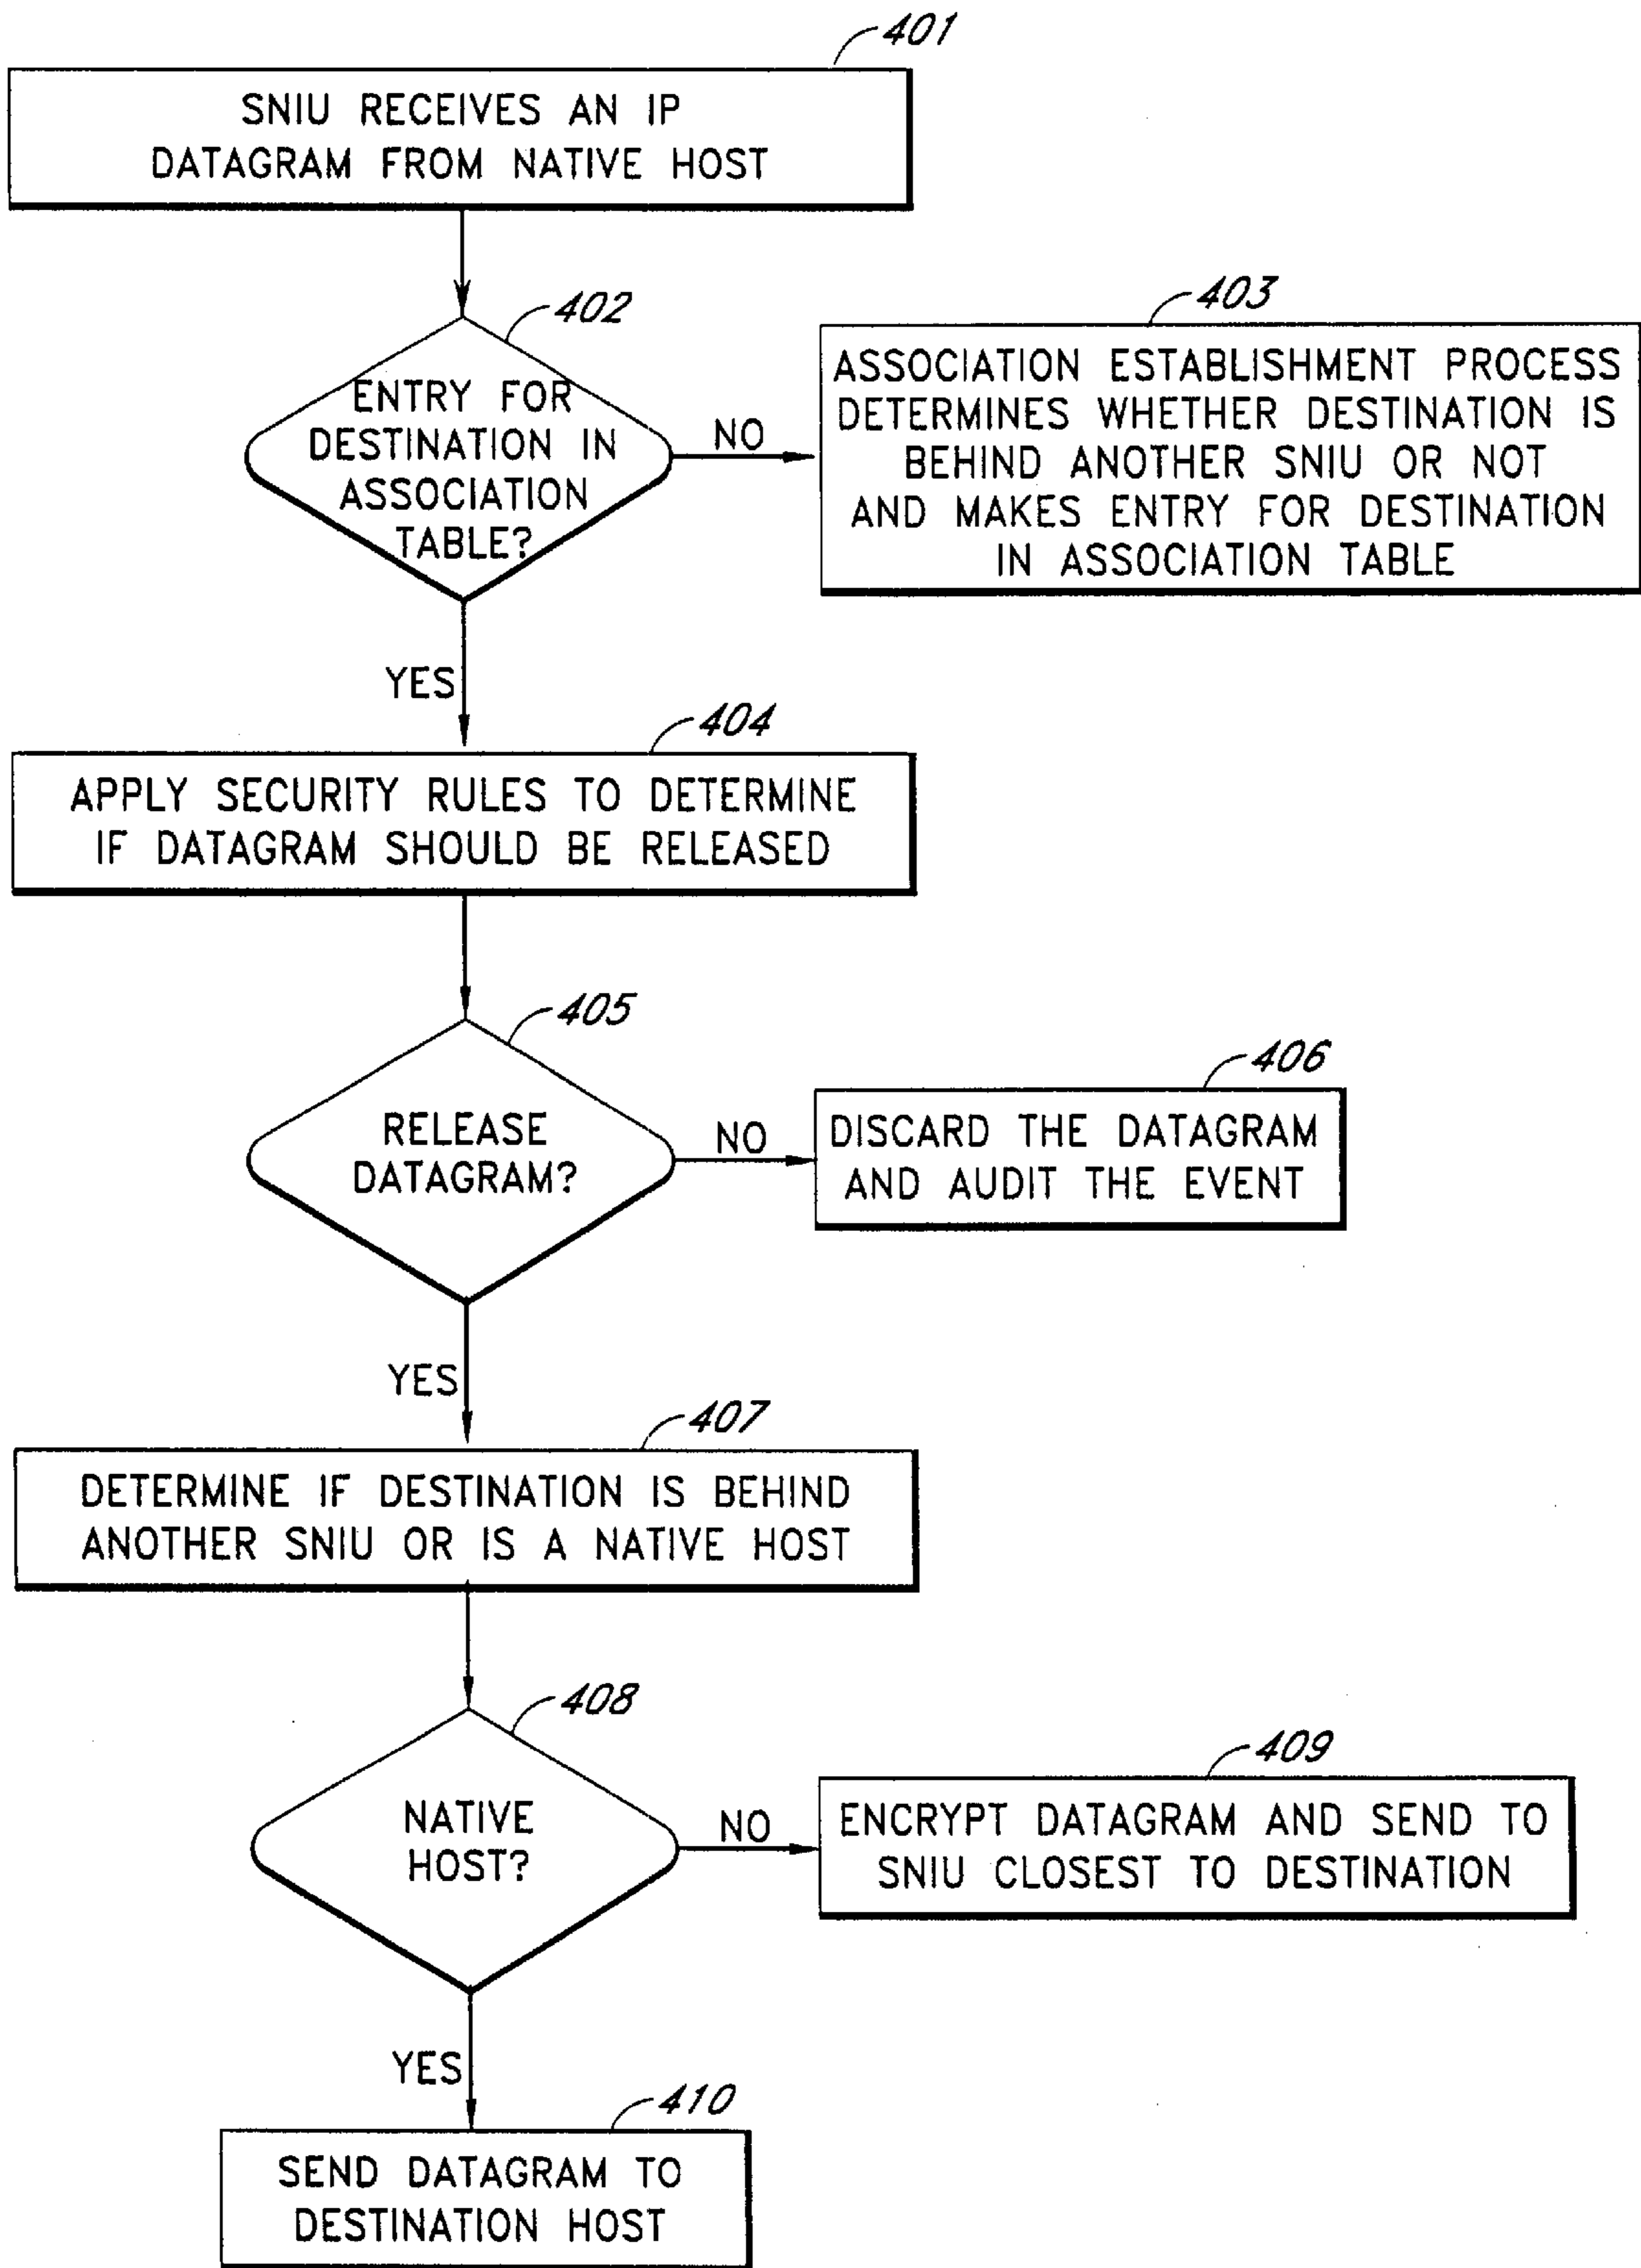 401
SNIU RECEIVES AN IP
DATAGRAM FROM NATIVE HOST
402
ENTRY FOR
DESTINATION IN
ASSOCIATION
TABLE?
NO
403
ASSOCIATION ESTABLISHMENT PROCESS
DETERMINES WHETHER DESTINATION IS
BEHIND ANOTHER SNIU OR NOT
AND MAKES ENTRY FOR DESTINATION
IN ASSOCIATION TABLE
YES
404
APPLY SECURITY RULES TO DETERMINE
IF DATAGRAM SHOULD BE RELEASED
405
RELEASE
DATAGRAM?
NO
406
DISCARD THE DATAGRAM
AND AUDIT THE EVENT
YES
407
DETERMINE IF DESTINATION IS BEHIND
ANOTHER SNIU OR IS A NATIVE HOST
408
NATIVE
HOST?
NO
409
ENCRYPT DATAGRAM AND SEND TO
SNIU CLOSEST TO DESTINATION
YES
410
SEND DATAGRAM TO
DESTINATION HOST